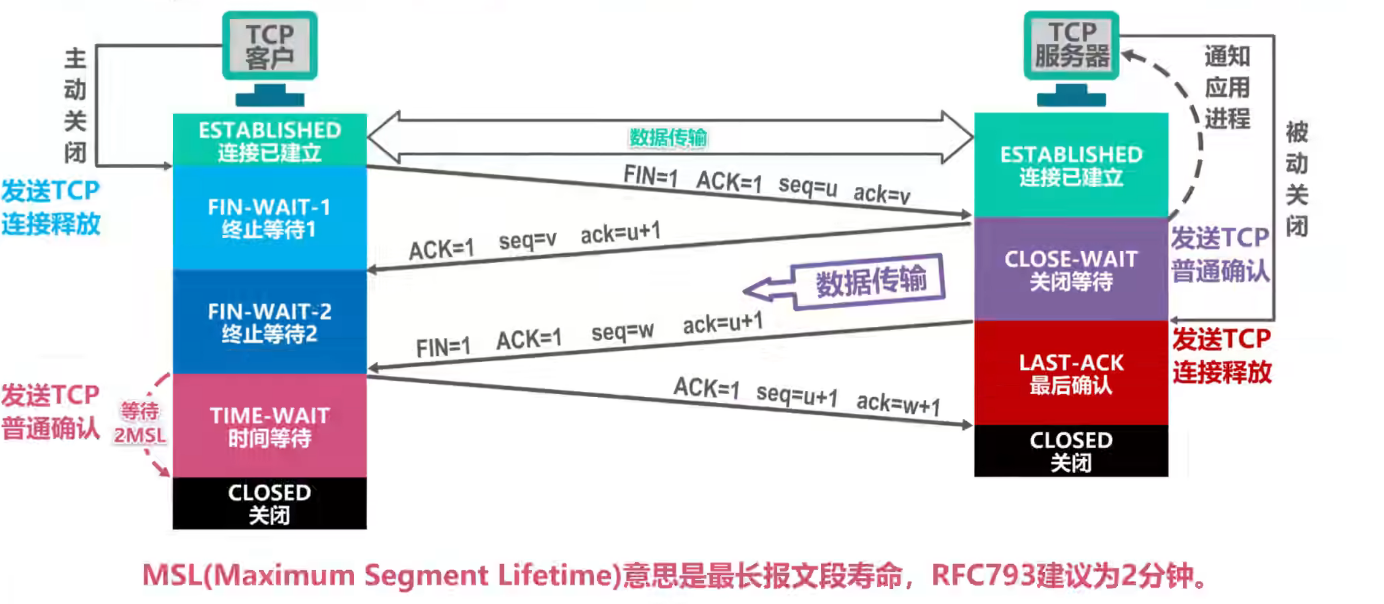 TCP
客户
TCP
服务器
主动关闭
通知
应用
进程
被动关闭
ESTABLISHED
连接已建立
数据传输
ESTABLISHED
连接已建立
发送TCP
连接释放
FIN=1 ACK=1 seq=u ack=v
FIN-WAIT-1
终止等待1
ACK=1 seq=v ack=u+1
CLOSE-WAIT
关闭等待
发送TCP
普通确认
数据传输
FIN-WAIT-2
终止等待2
FIN=1 ACK=1 seq=w ack=u+1
LAST-ACK
最后确认
发送TCP
连接释放
发送TCP
普通确认
等待
2MSL
TIME-WAIT
时间等待
ACK=1 seq=u+1 ack=w+1
CLOSED
关闭
CLOSED
关闭
MSL(Maximum Segment Lifetime)意思是最长报文段寿命，RFC793建议为2分钟。